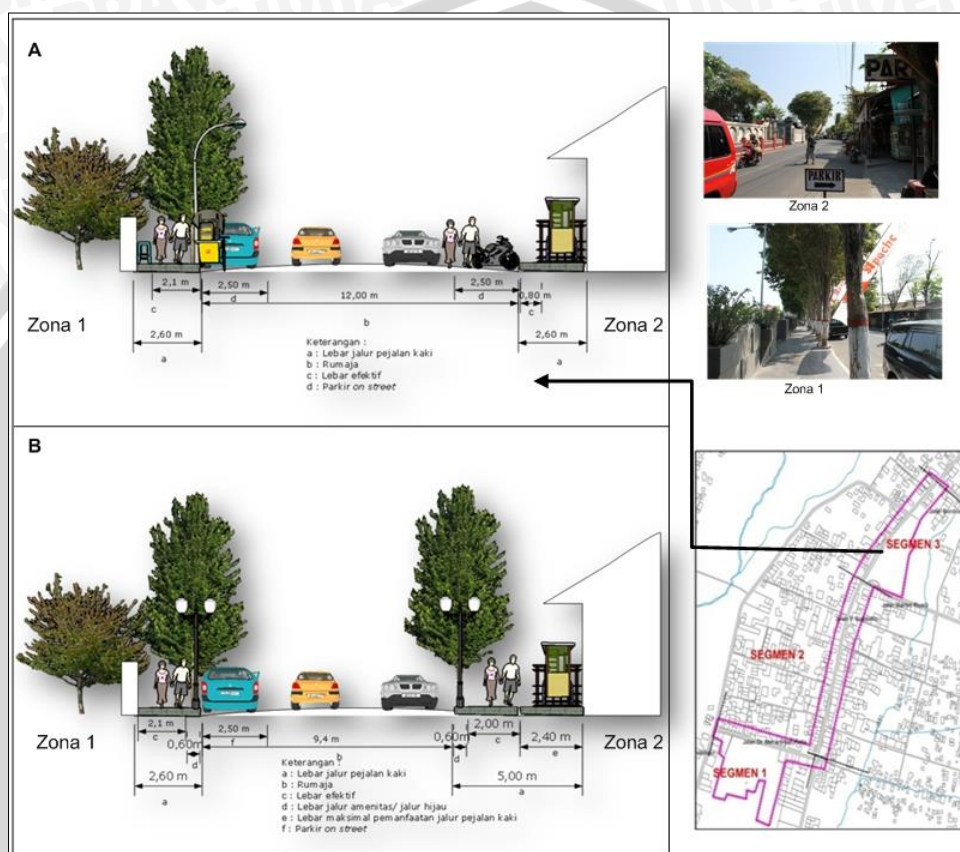 A
2,1 m
2,50 m
2,50 m
0,80 m
c
d
12,00 m
d
c
Zona 1
b
Zona 2
2,60 m
2,60 m
a
a
Keterangan :
a : Lebar jalur pejalan kaki
b : Rumaja
c : Lebar efektif
d : Parkir on street
B
2,1 m
2,50 m
2,00 m
c
0,60m
f
9,4 m
0,60m
c
2,40 m
Zona 1
d
b
d
e
Zona 2
2,60 m
5,00 m
a
a
Keterangan :
a : Lebar jalur pejalan kaki
b : Rumaja
c : Lebar efektif
d : Lebar jalur amenitas/ jalur hijau
e : Lebar maksimal pemanfaatan jalur pejalan kaki
f : Parkir on street
PAR
PARKIR
Zona 2
apache
Zona 1
SEGMEN 3
SEGMEN 2
SEGMEN 1